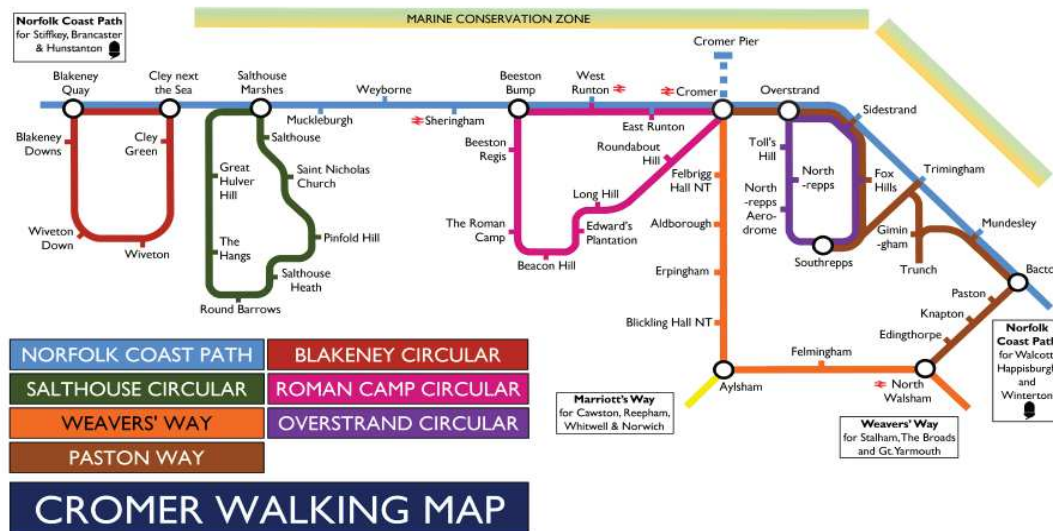 Norfolk Coast Path
for Stiffkey, Brancaster
& Hunstanton
MARINE CONSERVATION ZONE
Cromer Pier
Blakeney
Quay
Cley next
the Sea
Salthouse
Marshes
Weyborne
Beeston
Bump
West
Runton
Cromer
Overstrand
Sidestrand
Muckleburgh
Sheringham
East Runton
Blakeney
Downs
Cley
Green
Salthouse
Great
Hulver
Hill
Saint Nicholas
Church
Beeston
Regis
Roundabout
Hill
Felbrigg
Hall NT
Toll's
Hill
North
-repps
Fox
Hills
Trimingham
Long Hill
North
-repps
Aero-
drome
Aldborough
The Roman
Camp
Edward's
Plantation
Mundesley
Gimin
-gham
Wiveton
Down
Wiveton
The
Hangs
Pinfold Hill
Beacon Hill
Southrepps
Trunch
Salthouse
Heath
Erpingham
Round Barrows
Bacto
Paston
Knapton
Edingthorpe
Blickling Hall NT
Felmingham
Aylsham
North
Walsham
Norfolk
Coast Path
for Walcott
Happisburgh
and
Winterton
Marriott's Way
for Cawston, Reepham,
Whitwell & Norwich
Weavers' Way
for Stalham, The Broads
and Gt. Yarmouth
NORFOLK COAST PATH
BLAKENEY CIRCULAR
SALTHOUSE CIRCULAR
ROMAN CAMP CIRCULAR
WEAVERS' WAY
OVERSTRAND CIRCULAR
PASTON WAY
CROMER WALKING MAP